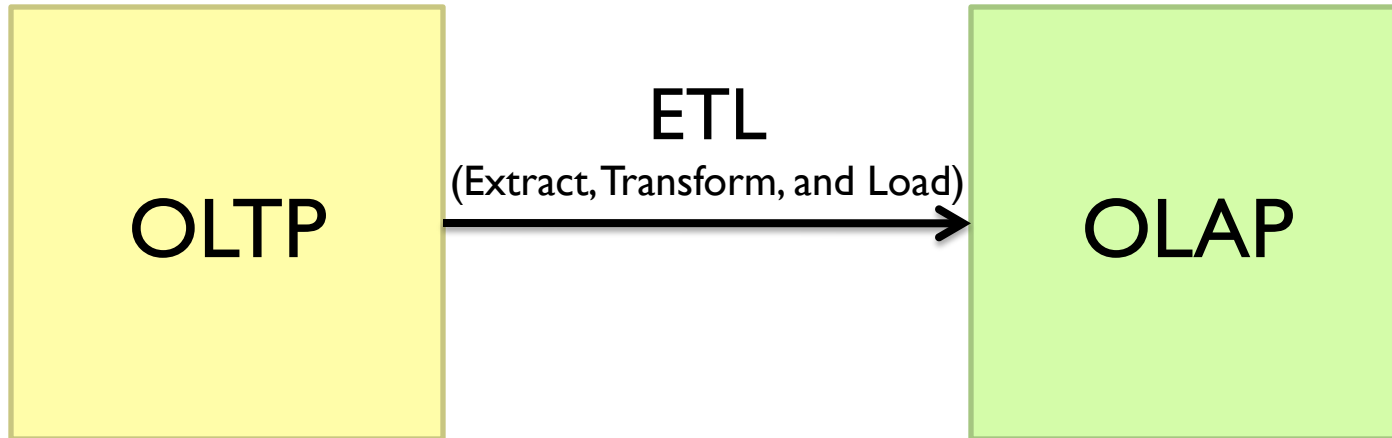 OLTP
ETL
(Extract, Transform, and Load)
OLAP